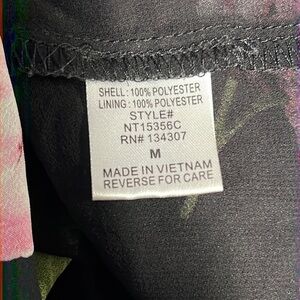 SHELL: 100% POLYESTER
LINING: 100% POLYESTER
STYLE#
NT15356C
RN# 134307
M
MADE IN VIETNAM
REVERSE FOR CARE